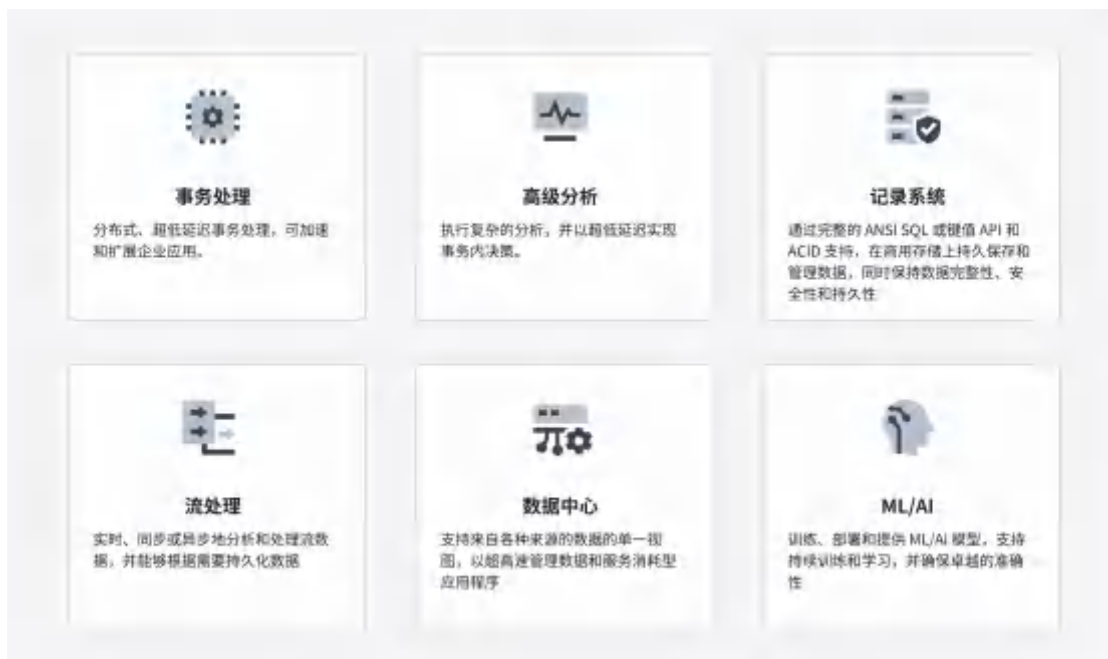 事务处理
分布式、超低延迟事务处理，可加速
和扩展企业应用。
高级分析
执行复杂的分析，并以超低延迟实现
事务内决策。
记录系统
通过完整的 ANSI SQL 或键值 API 和
ACID 支持，在商用存储上持久保存和
管理数据，同时保持数据完整性、安
全性和持久性
流处理
实时、同步或异步地分析和处理流数
据，并能够根据需要持久化数据
数据中心
支持来自各种来源的数据的单一视
图，以超高速管理数据和服务消耗型
应用程序
ML/AI
训练、部署和提供 ML/AI 模型，支持
持续训练和学习，并确保卓越的准确
性